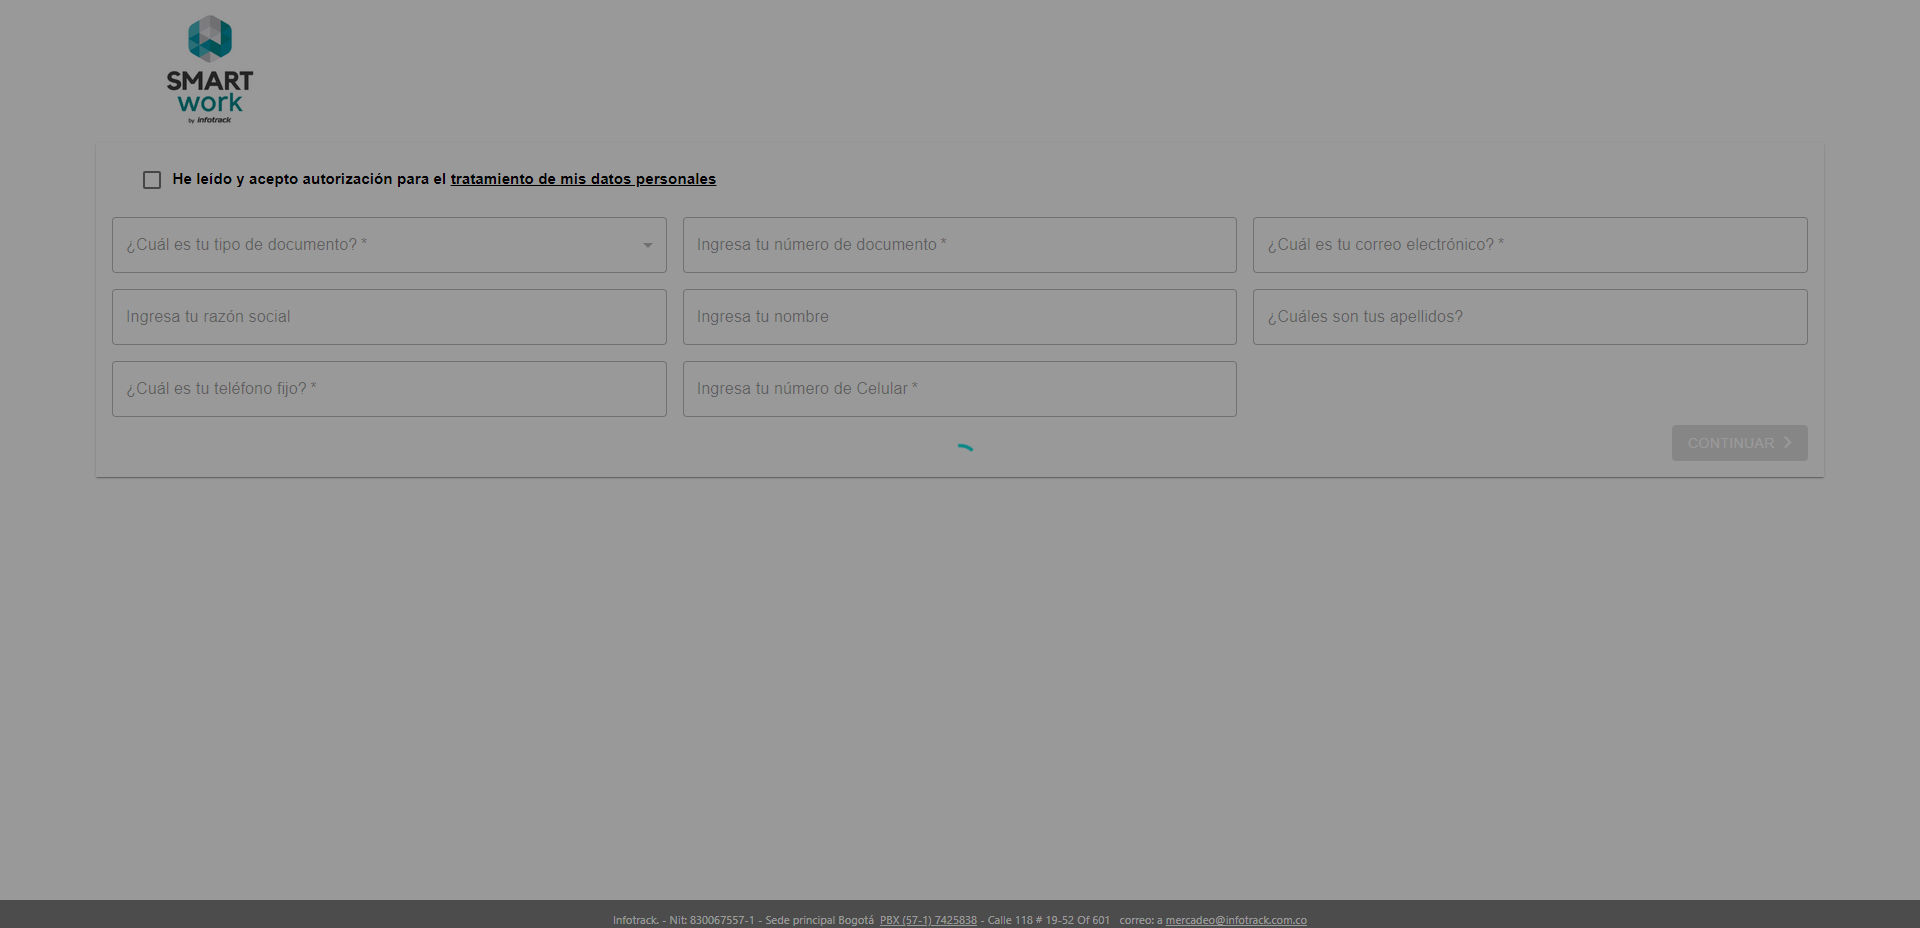 SMART
work
by infotrack
He leído y acepto autorización para el tratamiento de mis datos personales
¿Cuál es tu tipo de documento? *
Ingresa tu número de documento *
¿Cuál es tu correo electrónico? *
Ingresa tu razón social
Ingresa tu nombre
¿Cuáles son tus apellidos?
¿Cuál es tu teléfono fijo? *
Ingresa tu número de Celular *
CONTINUAR
Infotrack. - Nit: 830067557-1 - Sede principal Bogotá PBX (57-1) 7425838 - Calle 118 # 19-52 Of 601 correo: a mercadeo@infotrack.com.co